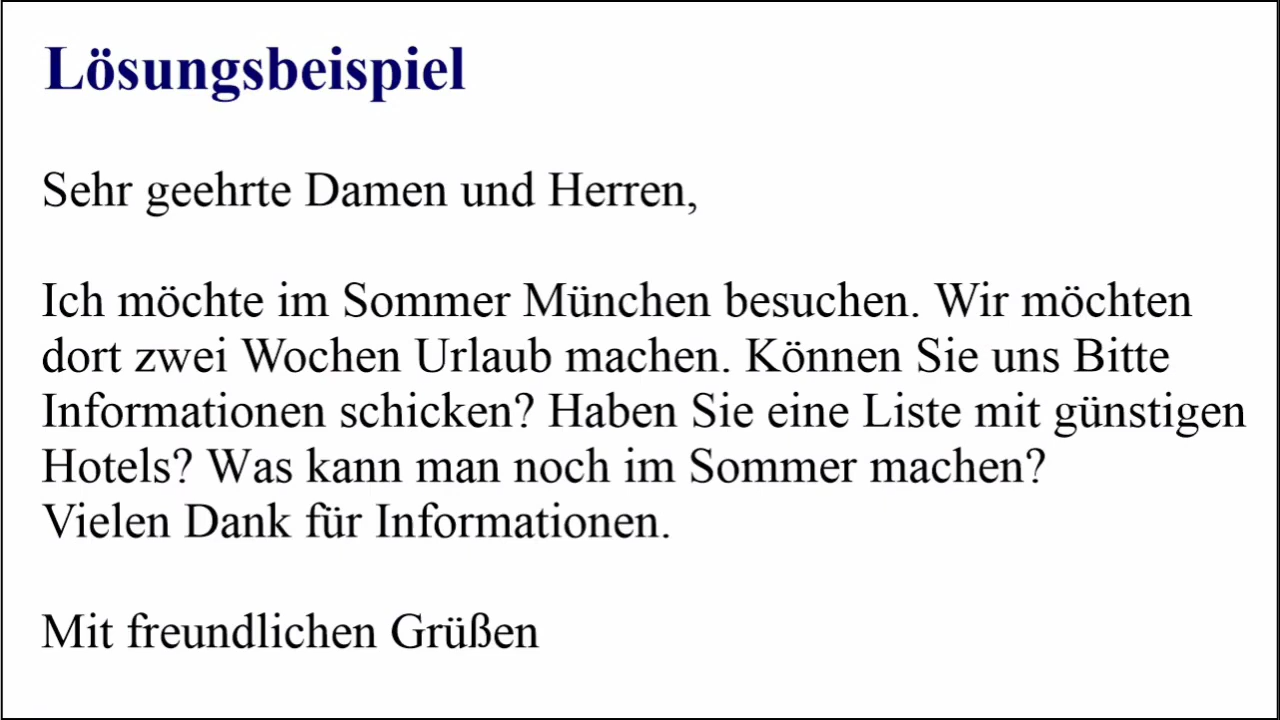 Lösungsbeispiel
Sehr geehrte Damen und Herren,
Ich möchte im Sommer München besuchen. Wir möchten
dort zwei Wochen Urlaub machen. Können Sie uns Bitte
Informationen schicken? Haben Sie eine Liste mit günstigen
Hotels? Was kann man noch im Sommer machen?
Vielen Dank für Informationen.
Mit freundlichen Grüßen